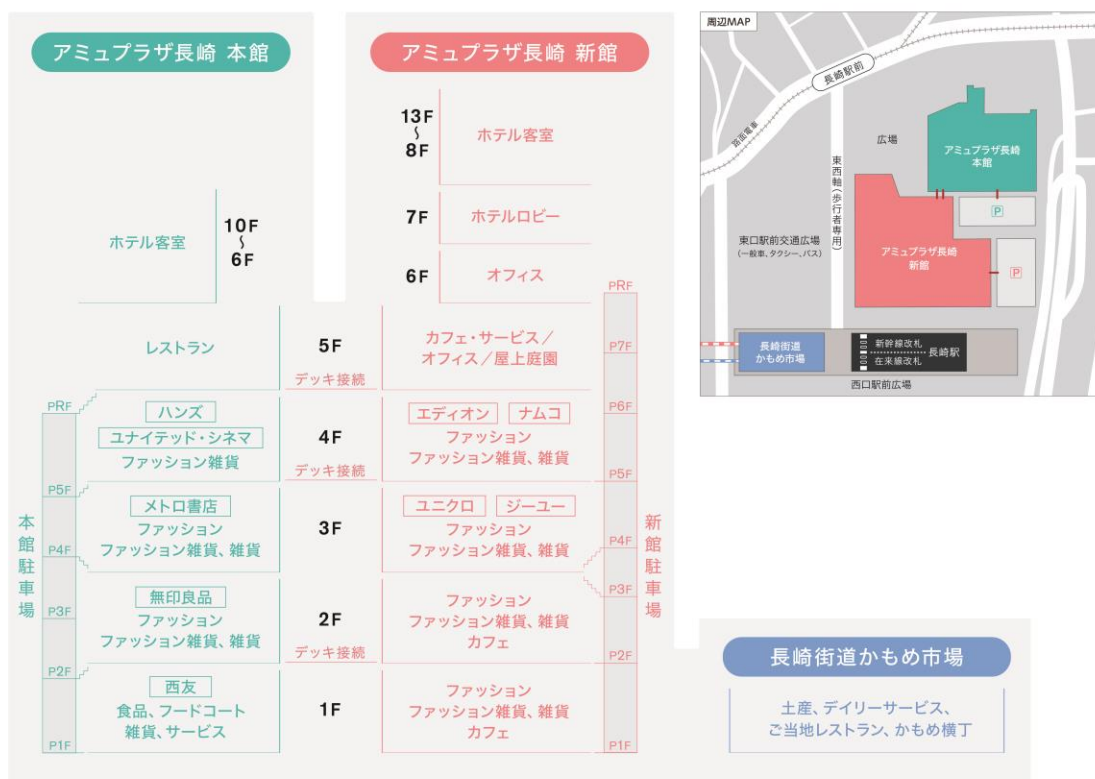 アミュプラザ長崎 本館
ホテル客室
10F
〜
6F
レストラン
ハンズ
ユナイテッド・シネマ
ファッション雑貨
メトロ書店
ファッション
ファッション雑貨、雑貨
無印良品
ファッション
ファッション雑貨、雑貨
西友
食品、フードコート
雑貨、サービス
本館駐車場
PRF
P5F
P4F
P3F
P2F
P1F
5F
デッキ接続
4F
デッキ接続
3F
2F
デッキ接続
1F
アミュプラザ長崎 新館
13F
〜
8F
ホテル客室
7F
ホテルロビー
6F
オフィス
カフェ・サービス／
オフィス／屋上庭園
エディオン ナムコ
ファッション
ファッション雑貨、雑貨
ユニクロ ジーユー
ファッション
ファッション雑貨、雑貨
ファッション
ファッション雑貨、雑貨
カフェ
ファッション
ファッション雑貨、雑貨
カフェ
PRF
P7F
P6F
P5F
P4F
P3F
P2F
P1F
新館駐車場
周辺MAP
長崎駅前
路面電車
広場
アミュプラザ長崎
本館
P
東西軸(歩行者専用)
東口駅前交通広場
(一般車、タクシー、バス)
アミュプラザ長崎
新館
P
長崎街道
かもめ市場
新幹線改札
長崎駅
在来線改札
西口駅前広場
長崎街道かもめ市場
土産、デイリーサービス、
ご当地レストラン、かもめ横丁